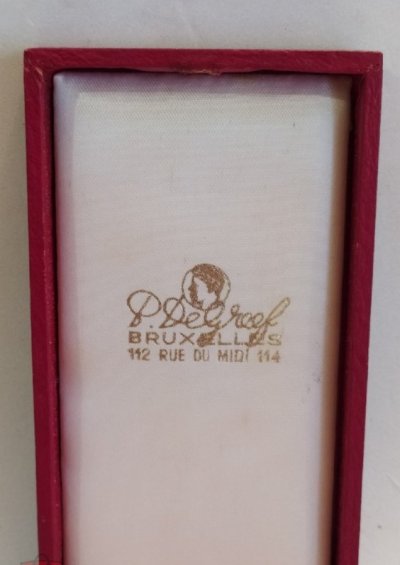 P. DeGreef
BRUXELLES
112 RUE DU MIDI 114